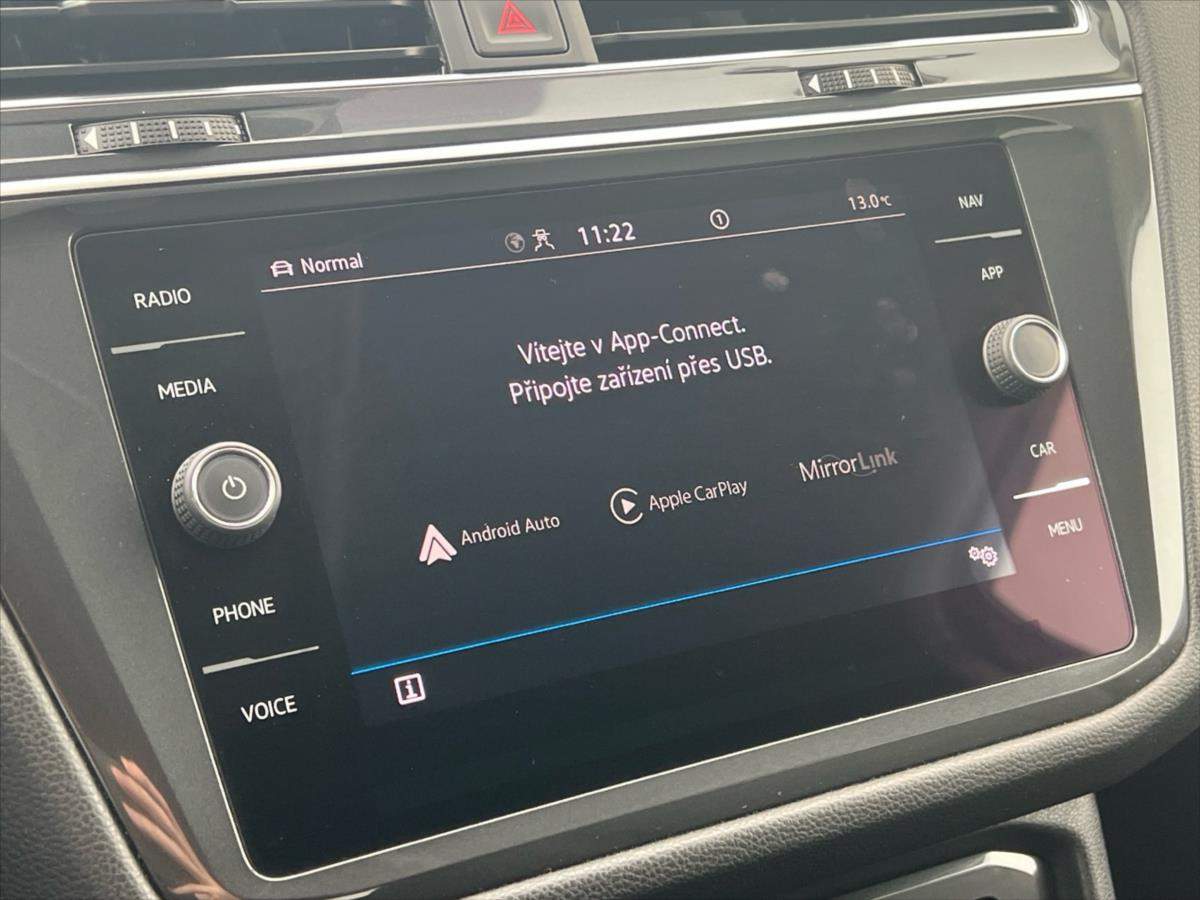 Normal
11:22
1
13.0°C
NAV
APP
RADIO
MEDIA
Vítejte v App-Connect.
Připojte zařízení přes USB.
Android Auto
Apple CarPlay
MirrorLink
CAR
MENU
PHONE
VOICE
i